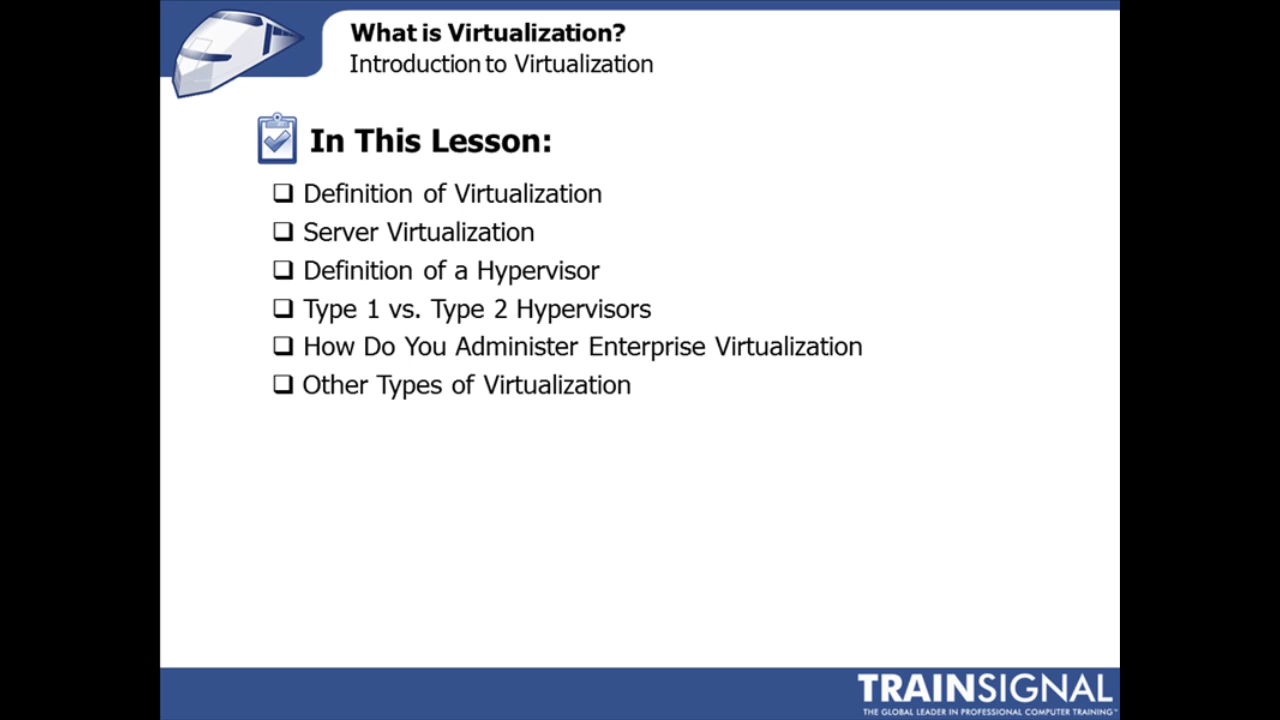 What is Virtualization?
Introduction to Virtualization
In This Lesson:
Definition of Virtualization
Server Virtualization
Definition of a Hypervisor
Type 1 vs. Type 2 Hypervisors
How Do You Administer Enterprise Virtualization
Other Types of Virtualization
TRAINSIGNAL
THE GLOBAL LEADER IN PROFESSIONAL COMPUTER TRAINING™